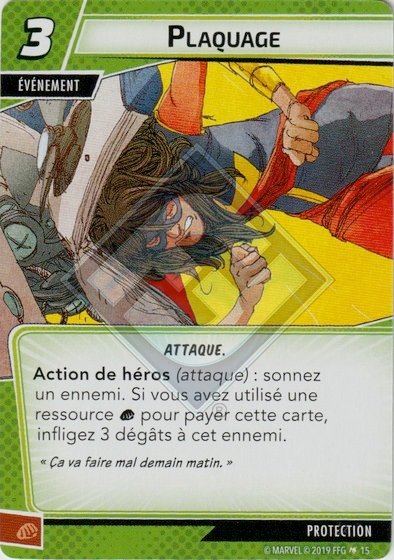 3
PLAQUAGE
ÉVÉNEMENT
ATTAQUE.
Action de héros (attaque) : sonnez
un ennemi. Si vous avez utilisé une
ressource pour payer cette carte,
infligez 3 dégâts à cet ennemi.
« Ça va faire mal demain matin. »
®
PROTECTION
© MARVEL © 2019 FFG 15